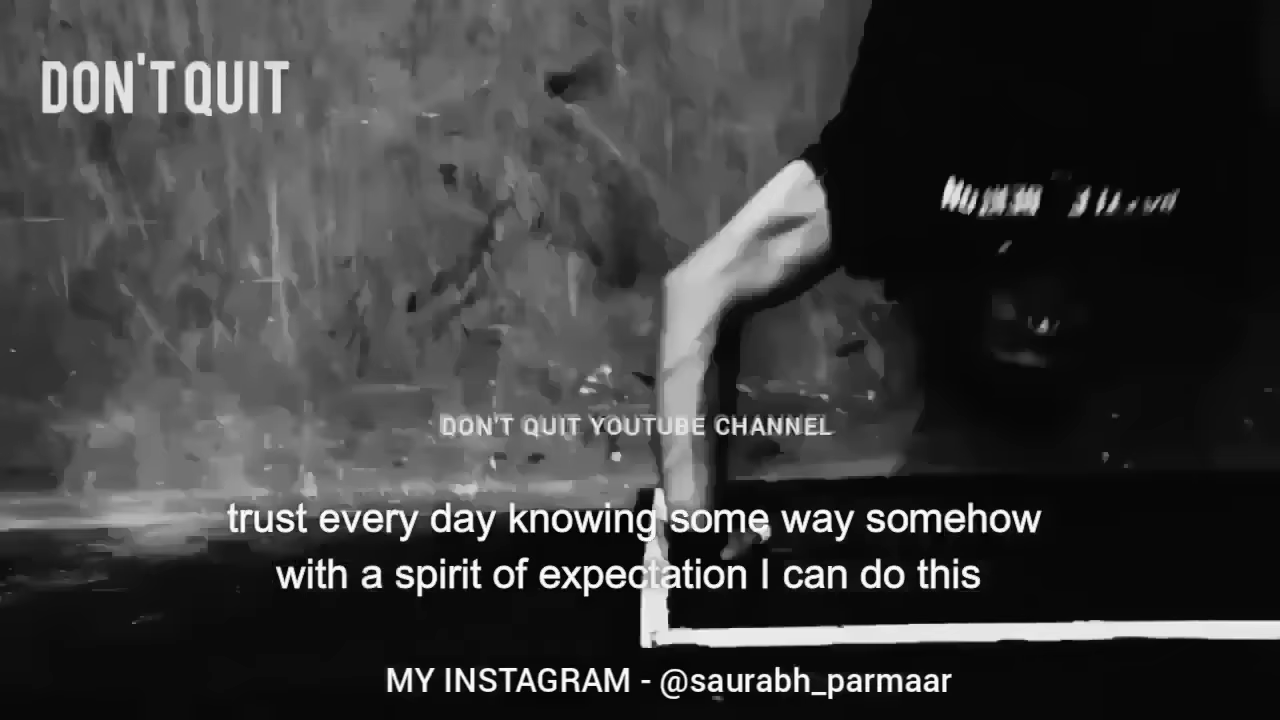 DON'T QUIT
DON'T QUIT YOUTUBE CHANNEL
trust every day knowing some way somehow
with a spirit of expectation I can do this
MY INSTAGRAM - @saurabh_parmaar